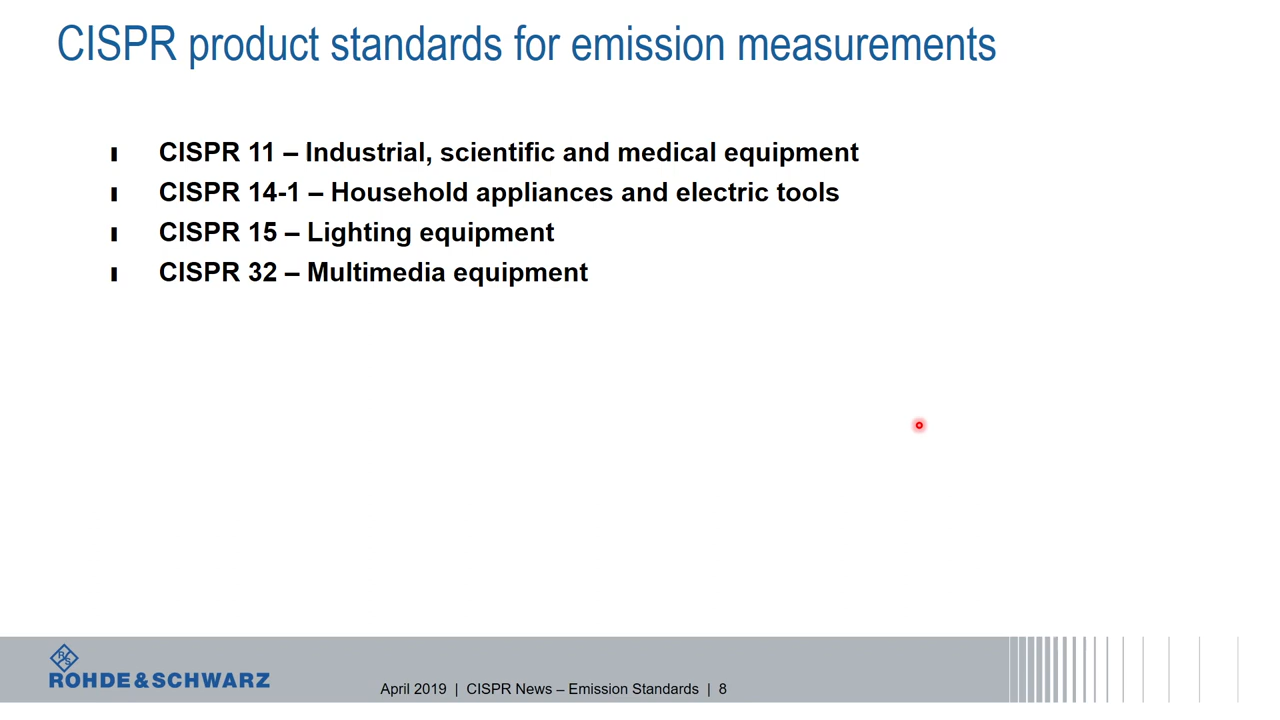 CISPR product standards for emission measurements
CISPR 11 – Industrial, scientific and medical equipment
CISPR 14-1 – Household appliances and electric tools
CISPR 15 – Lighting equipment
CISPR 32 – Multimedia equipment
R S
ROHDE & SCHWARZ
April 2019 | CISPR News – Emission Standards | 8